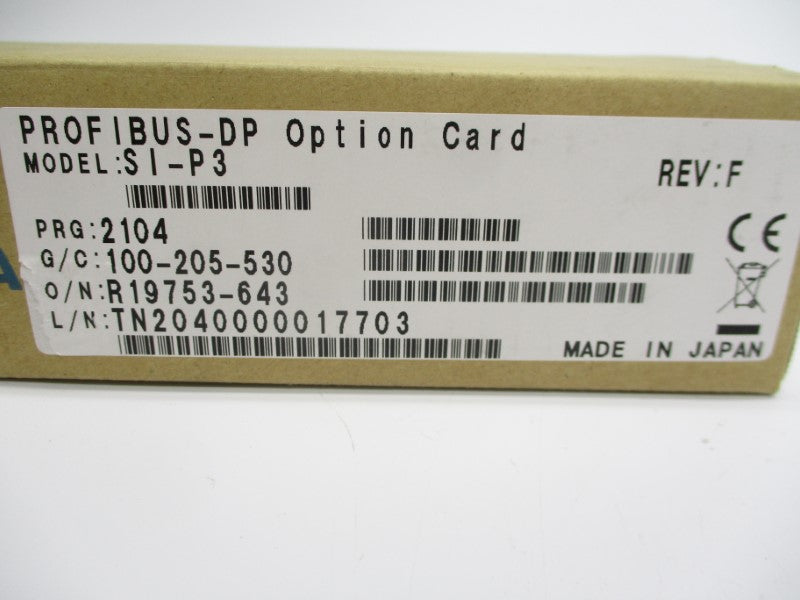 PROFIBUS-DP Option Card
MODEL:SI-P3
REV:F
PRG:2104
G/C:100-205-530
O/N:R19753-643
L/N:TN2040000017703
CE
MADE IN JAPAN